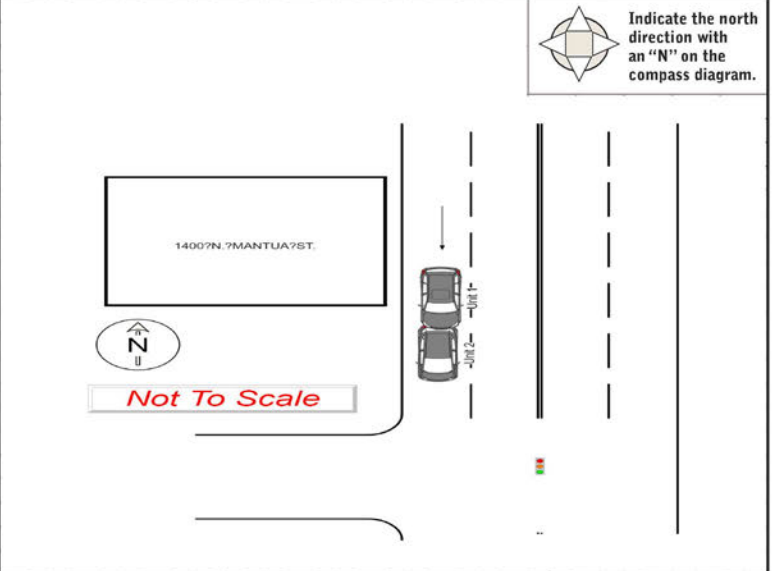 Indicate the north
direction with
an “N” on the
compass diagram.
1400?N.?MANTUA?ST.
Unit 1
Unit 2
N
Not To Scale